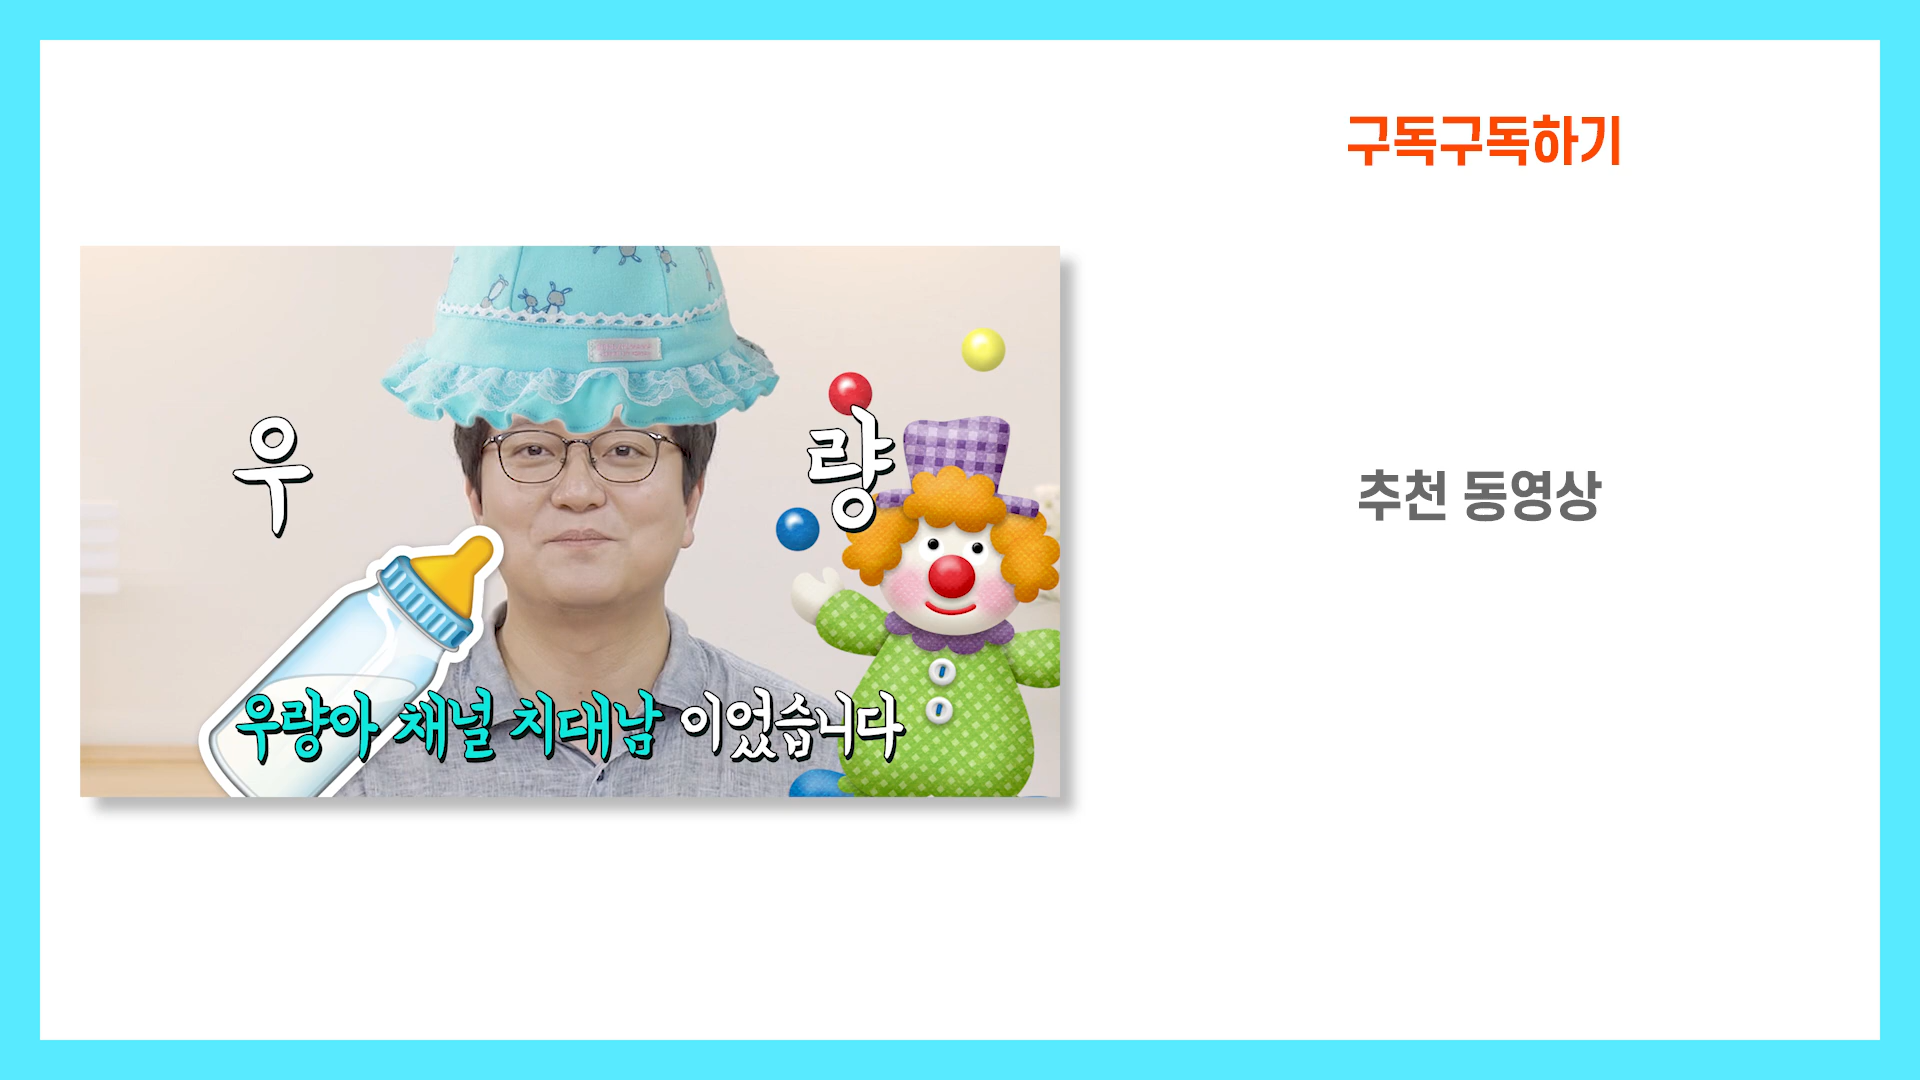 구독구독하기
우 량
우량아 채널 치대남 이었습니다
추천 동영상